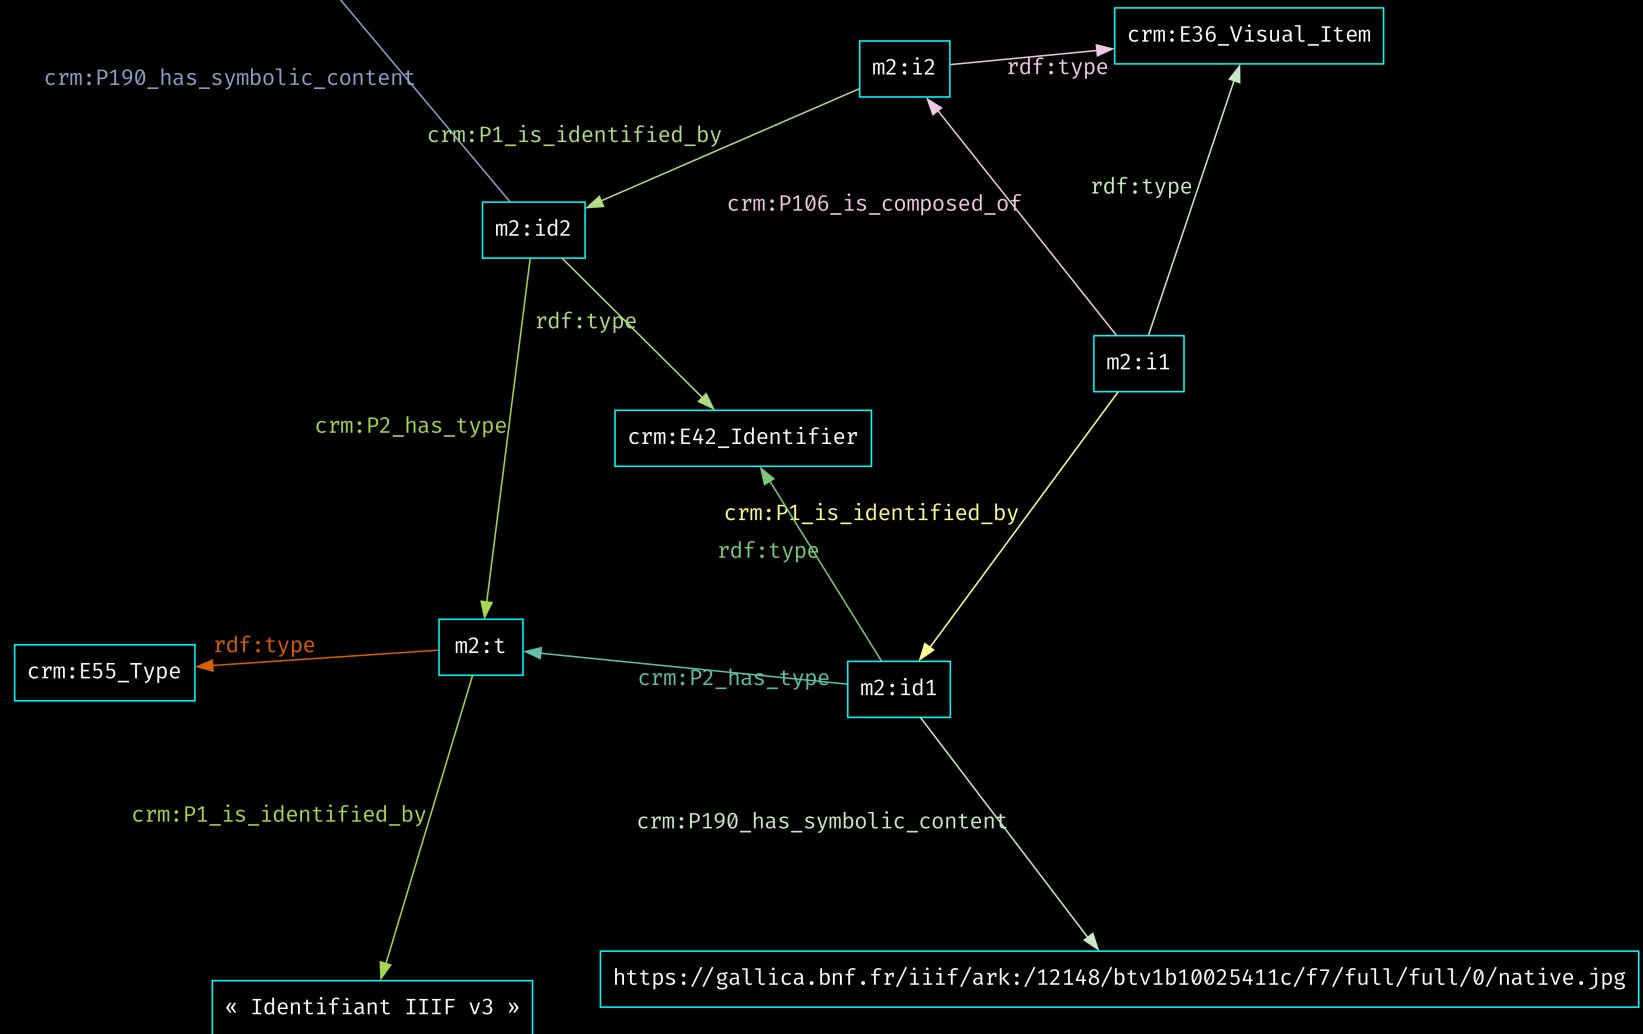 crm:E36_Visual_Item
m2:i2
rdf:type
crm:P190_has_symbolic_content
crm:P1_is_identified_by
rdf:type
crm:P106_is_composed_of
m2:id2
rdf:type
m2:i1
crm:P2_has_type
crm:E42_Identifier
crm:P1_is_identified_by
rdf:type
rdf:type
m2:t
crm:E55_Type
crm:P2_has_type
m2:id1
crm:P1_is_identified_by
crm:P190_has_symbolic_content
https://gallica.bnf.fr/iiif/ark:/12148/btv1b10025411c/f7/full/full/0/native.jpg
« Identifiant IIIF v3 »